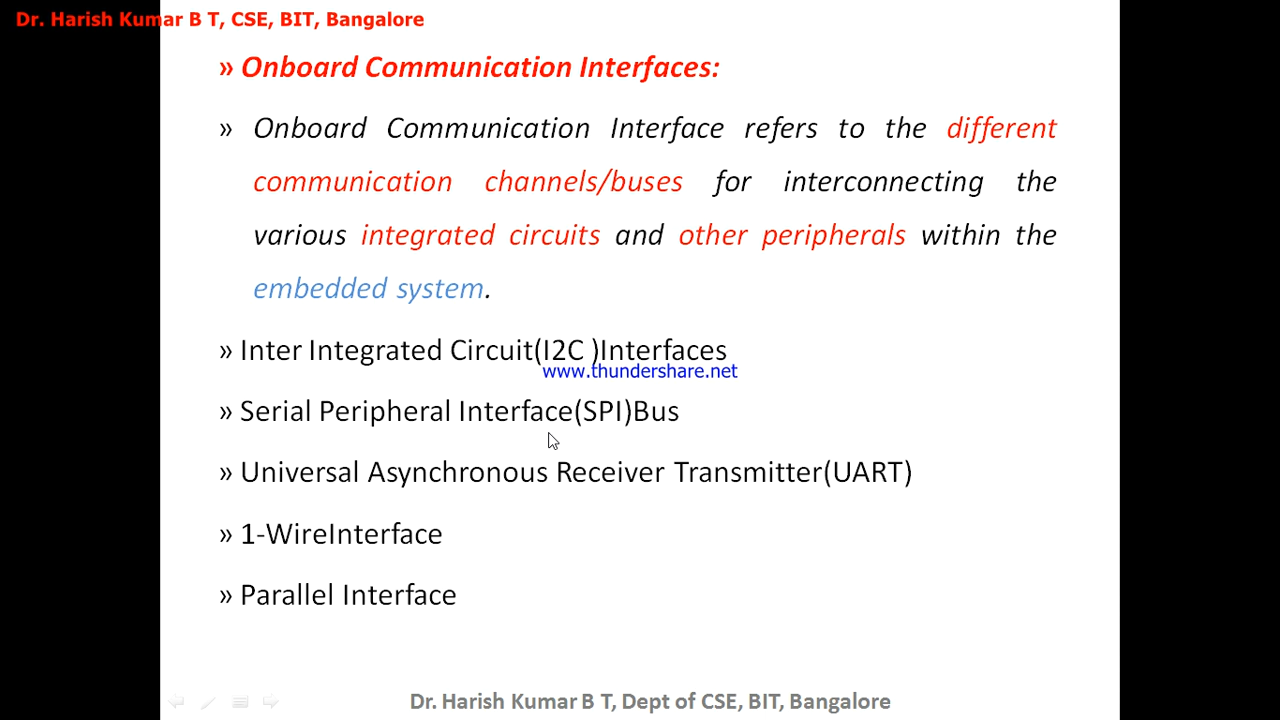 Dr. Harish Kumar B T, CSE, BIT, Bangalore
» Onboard Communication Interfaces:
» Onboard Communication Interface refers to the different
communication channels/buses for interconnecting the
various integrated circuits and other peripherals within the
embedded system.
» Inter Integrated Circuit(I2C )Interfaces
www.thundershare.net
» Serial Peripheral Interface(SPI)Bus
» Universal Asynchronous Receiver Transmitter(UART)
» 1-WireInterface
» Parallel Interface
Dr. Harish Kumar B T, Dept of CSE, BIT, Bangalore